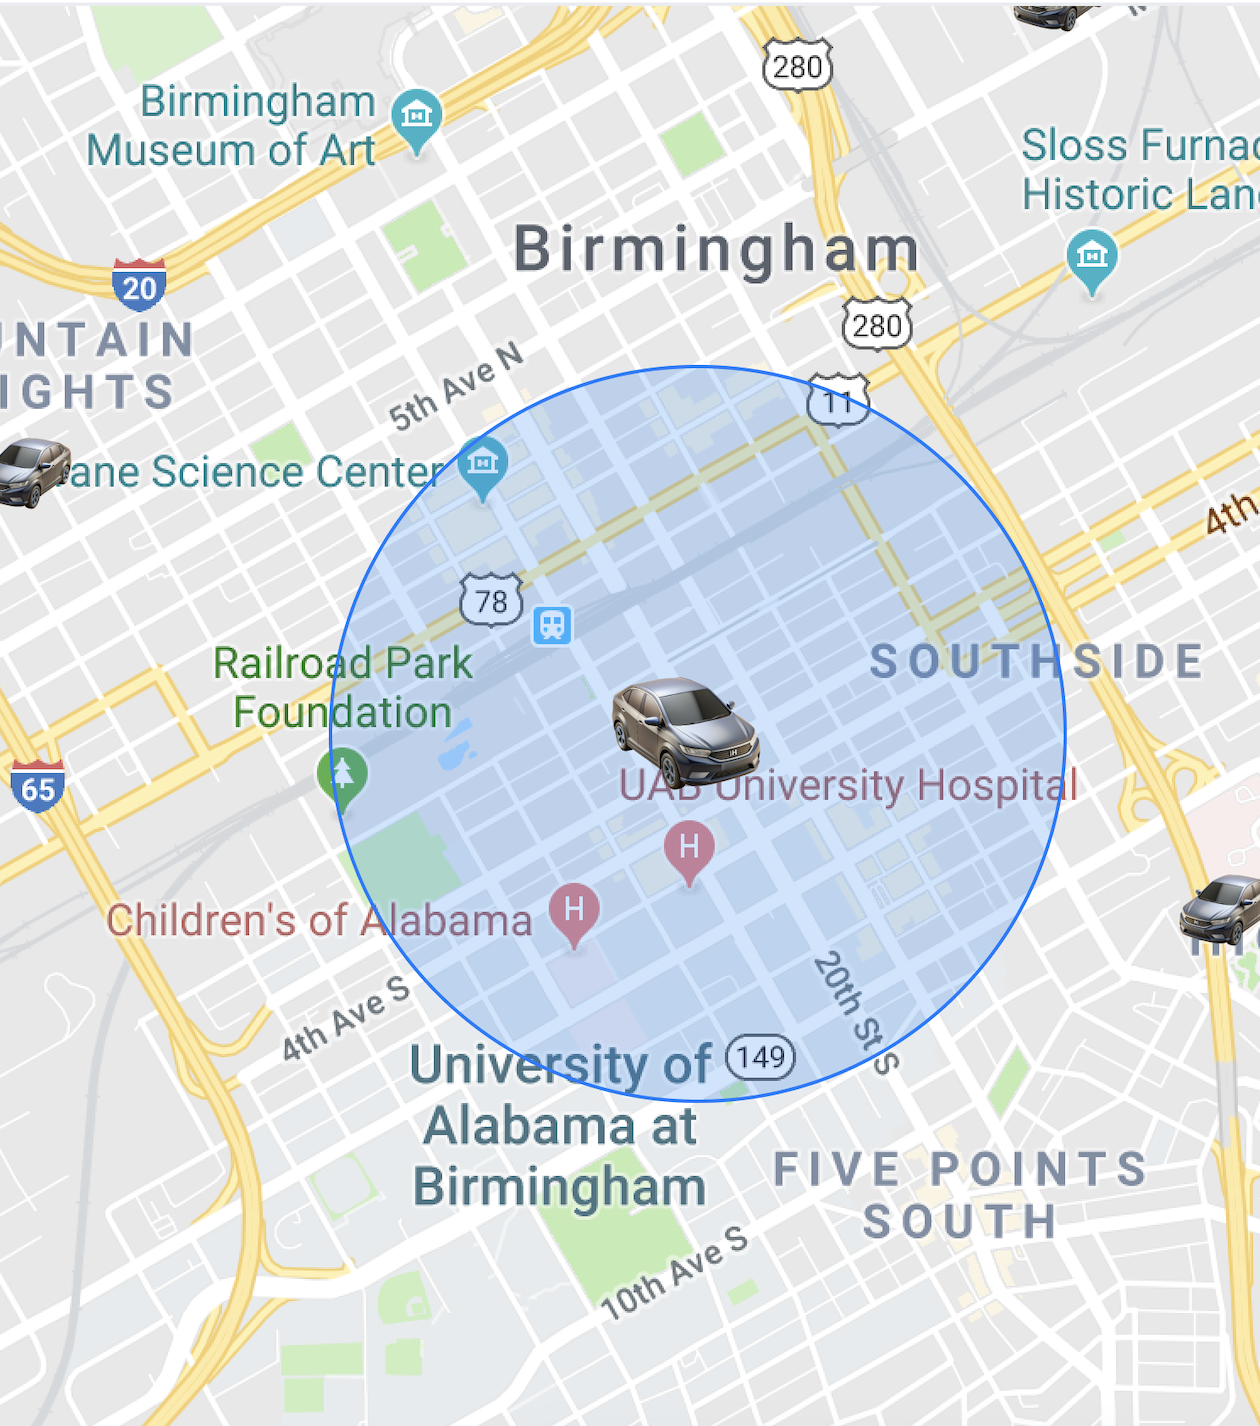 280
Birmingham
Museum of Art
Sloss Furnac
Historic Lan
Birmingham
20
280
UNTAIN
IGHTS
5th Ave N
11
ane Science Center
4th
78
Railroad Park
Foundation
SOUTHSIDE
65
UAB University Hospital
H
H
Children's of Alabama
20th St S
4th Ave S
University of
Alabama at
Birmingham
149
FIVE POINTS
SOUTH
10th Ave S